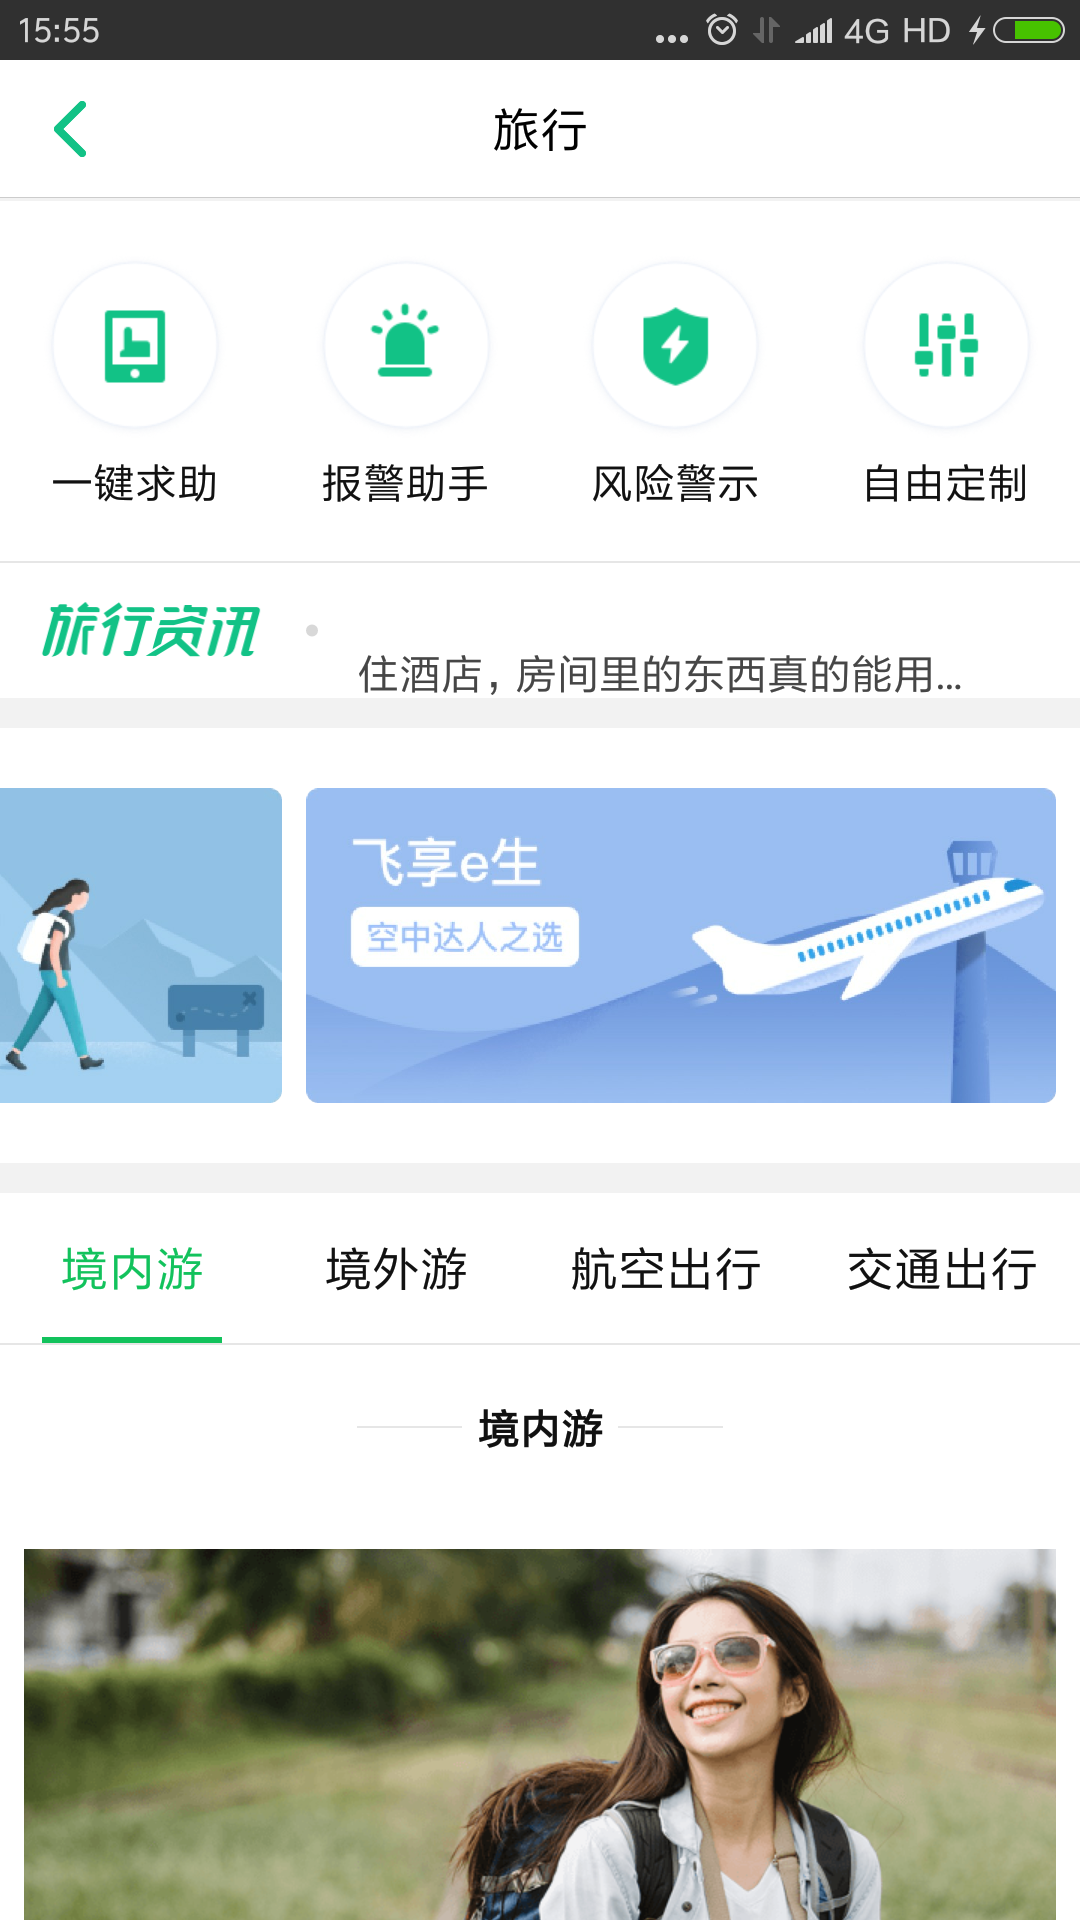 15:55
4G HD
旅行
一键求助
报警助手
风险警示
自由定制
旅行资讯
住酒店，房间里的东西真的能用...
飞享e生
空中达人之选
境内游
境外游
航空出行
交通出行
境内游